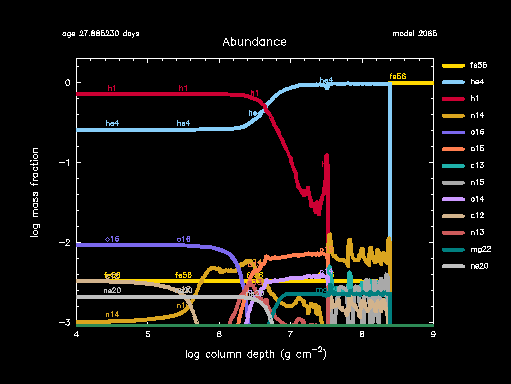 age 27.885230 days
model 2065
Abundance
fe56
he4
h1
n14
o16
o15
c13
n15
o14
c12
n13
mg22
ne20
he4
fe56
h1
h1
h1
he4
he4
he4
o16
o16
fe56
ne20
n14
0
−1
−2
−3
4
5
6
7
8
9
log mass fraction
log column depth (g cm⁻²)